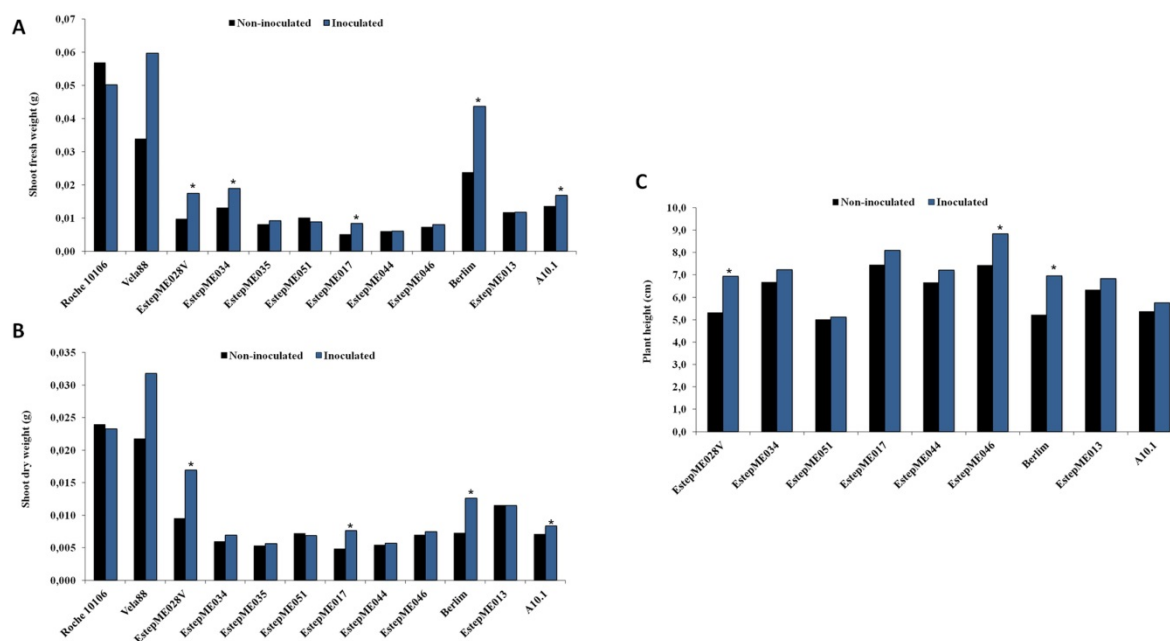 A
Non-inoculated Inoculated
Shoot fresh weight (g)
0,07
0,06
0,05
0,04
0,03
0,02
0,01
0,00
* * * * *
Roche 10106
Vela88
EstepME028V
EstepME034
EstepME035
EstepME051
EstepME017
EstepME044
EstepME046
Berlim
EstepME013
A10.1
B
Non-inoculated Inoculated
Shoot dry weight (g)
0,035
0,030
0,025
0,020
0,015
0,010
0,005
0,000
* * * *
Roche 10106
Vela88
EstepME028V
EstepME034
EstepME035
EstepME051
EstepME017
EstepME044
EstepME046
Berlim
EstepME013
A10.1
C
Non-inoculated Inoculated
Plant height (cm)
10,0
9,0
8,0
7,0
6,0
5,0
4,0
3,0
2,0
1,0
0,0
* * *
EstepME028V
EstepME034
EstepME051
EstepME017
EstepME044
EstepME046
Berlim
EstepME013
A10.1